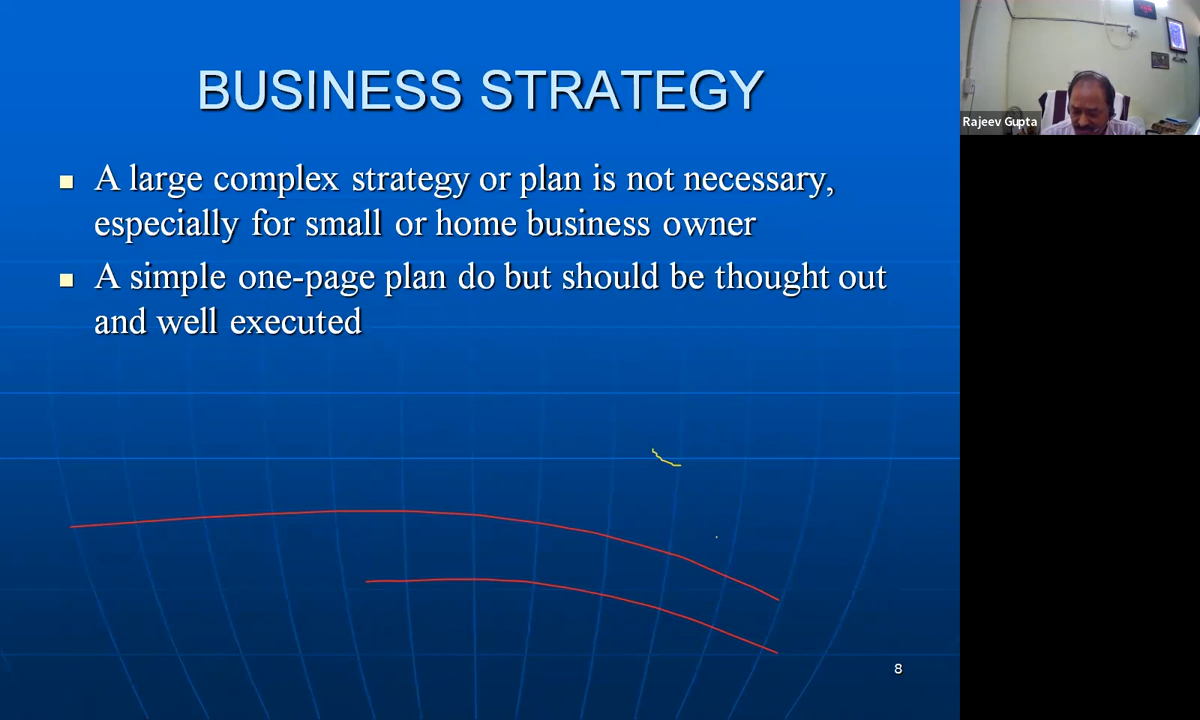 BUSINESS STRATEGY
A large complex strategy or plan is not necessary,
especially for small or home business owner
A simple one-page plan do but should be thought out
and well executed
8
Rajeev Gupta